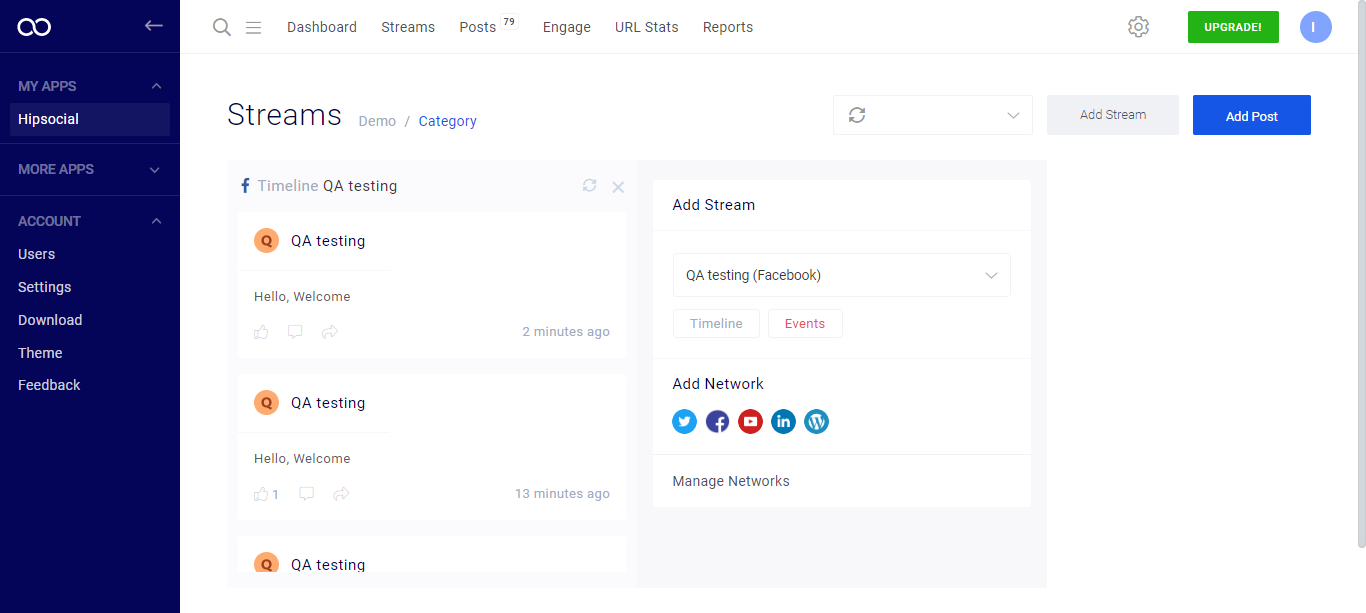 Dashboard Streams Posts 79 Engage URL Stats Reports UPGRADE! I
MY APPS
Hipsocial
MORE APPS
ACCOUNT
Users
Settings
Download
Theme
Feedback
Streams Demo / Category
Add Stream
Add Post
Timeline QA testing
Q QA testing
Hello, Welcome
2 minutes ago
Q QA testing
Hello, Welcome
1 13 minutes ago
Q QA testing
Add Stream
QA testing (Facebook)
Timeline Events
Add Network
in
Manage Networks